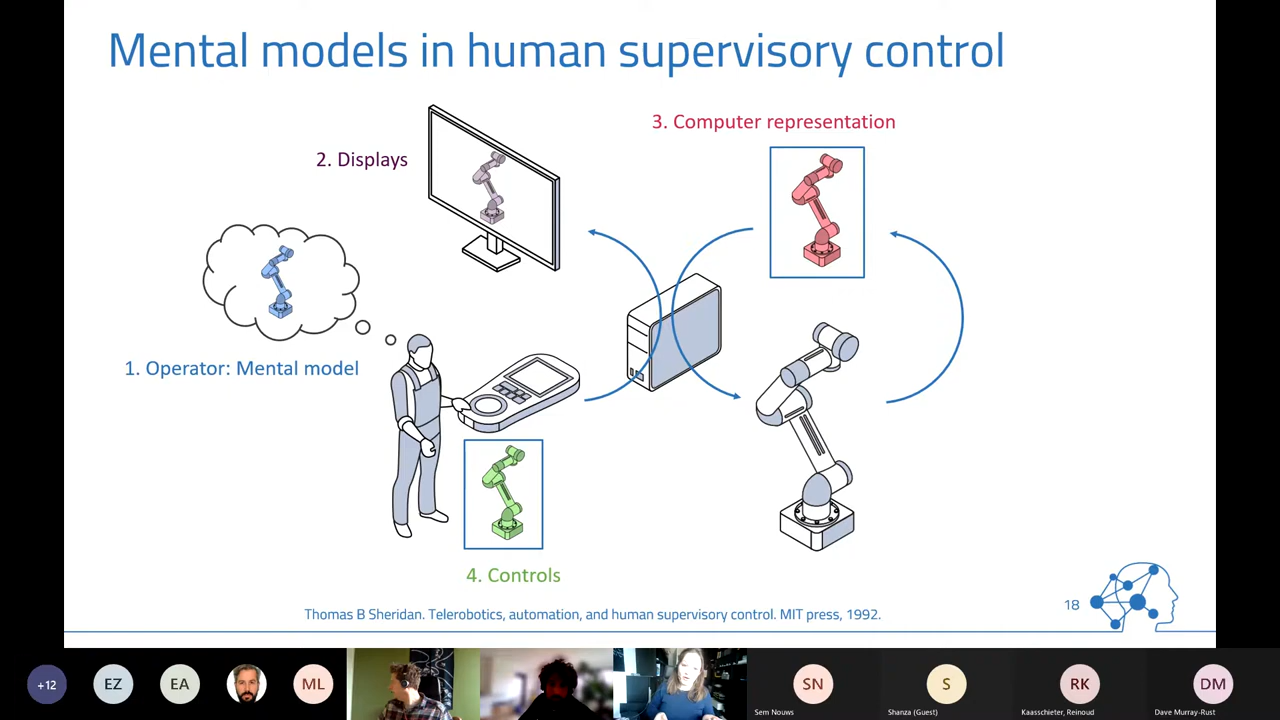 Mental models in human supervisory control
3. Computer representation
2. Displays
1. Operator: Mental model
4. Controls
Thomas B Sheridan. Telerobotics, automation, and human supervisory control. MIT press, 1992.
18
+12
EZ
EA
ML
SN
S
RK
DM
Sem Nouws
Shanza (Guest)
Kaasschieter, Reinoud
Dave Murray-Rust